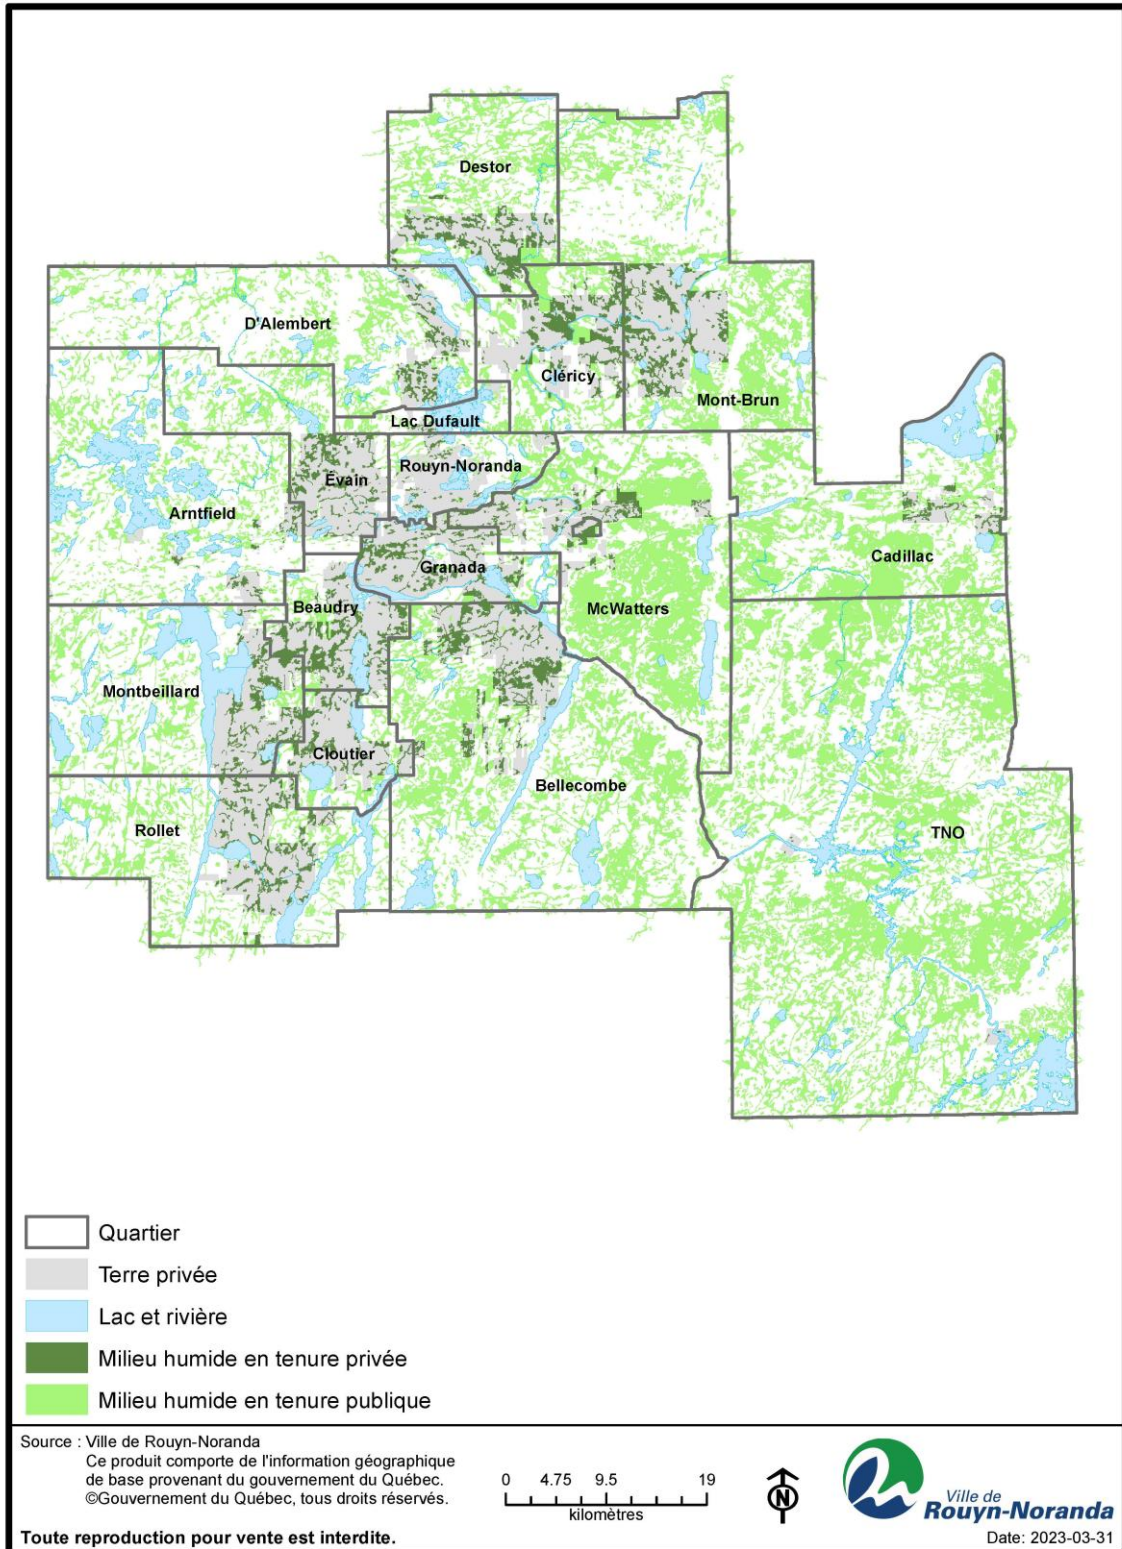 Destor
D'Alembert
Cléricy
Mont-Brun
Lac Dufault
Rouyn-Noranda
Évain
Arntfield
Cadillac
Granada
Beaudry
McWatters
Montbeillard
Cloutier
Bellecombe
Rollet
TNO
Quartier
Terre privée
Lac et rivière
Milieu humide en tenure privée
Milieu humide en tenure publique
Source : Ville de Rouyn-Noranda
Ce produit comporte de l'information géographique
de base provenant du gouvernement du Québec.
©Gouvernement du Québec, tous droits réservés.
Toute reproduction pour vente est interdite.
0 4.75 9.5 19
kilomètres
N
Ville de
Rouyn-Noranda
Date: 2023-03-31